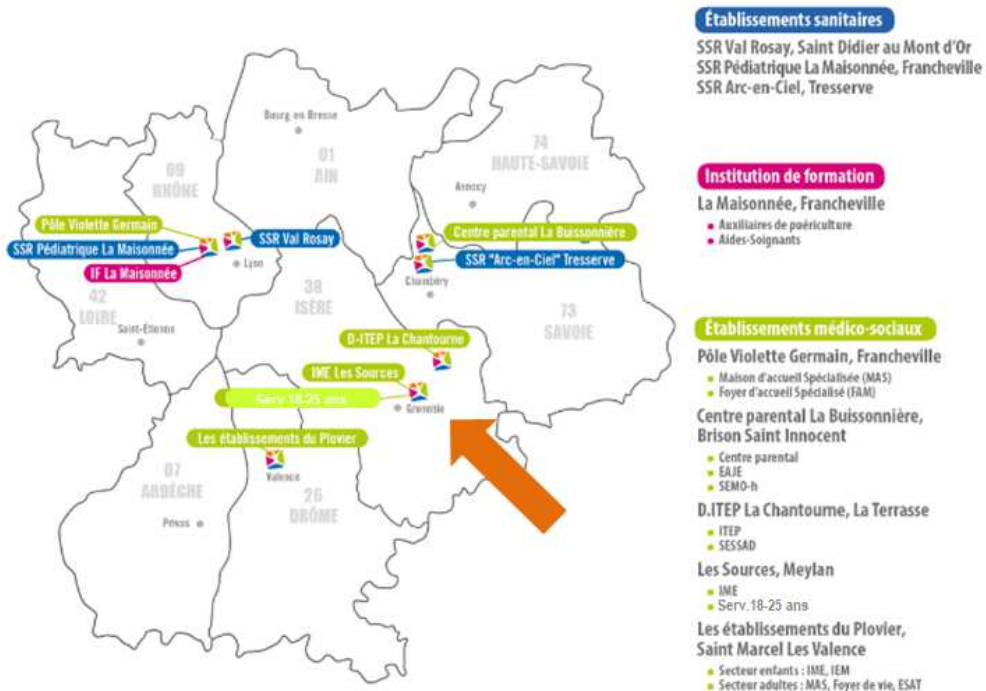 Bourg-en-Bresse
01
AIN
74
HAUTE-SAVOIE
Annecy
69
RHÔNE
Pôle Violette Germain
SSR Pédiatrique La Maisonnée
IF La Maisonnée
SSR Val Rosay
Lyon
Centre parental La Buissonnière
SSR "Arc-en-Ciel" Tresserve
Chambéry
42
LOIRE
Saint-Étienne
38
ISÈRE
73
SAVOIE
D-ITEP La Chantourne
IME Les Sources
Serv.18-25 ans
Grenoble
Les établissements du Plovier
Valence
07
ARDÈCHE
Privas
26
DRÔME
Établissements sanitaires
SSR Val Rosay, Saint Didier au Mont d'Or
SSR Pédiatrique La Maisonnée, Francheville
SSR Arc-en-Ciel, Tresserve
Institution de formation
La Maisonnée, Francheville
Auxiliaires de puériculture
Aides-Soignants
Établissements médico-sociaux
Pôle Violette Germain, Francheville
Maison d'accueil Spécialisée (MAS)
Foyer d'accueil Spécialisé (FAM)
Centre parental La Buissonnière,
Brison Saint Innocent
Centre parental
EAJE
SEMO-h
D.ITEP La Chantourne, La Terrasse
ITEP
SESSAD
Les Sources, Meylan
IME
Serv.18-25 ans
Les établissements du Plovier,
Saint Marcel Les Valence
Secteur enfants : IME, IEM
Secteur adultes : MAS, Foyer de vie, ESAT